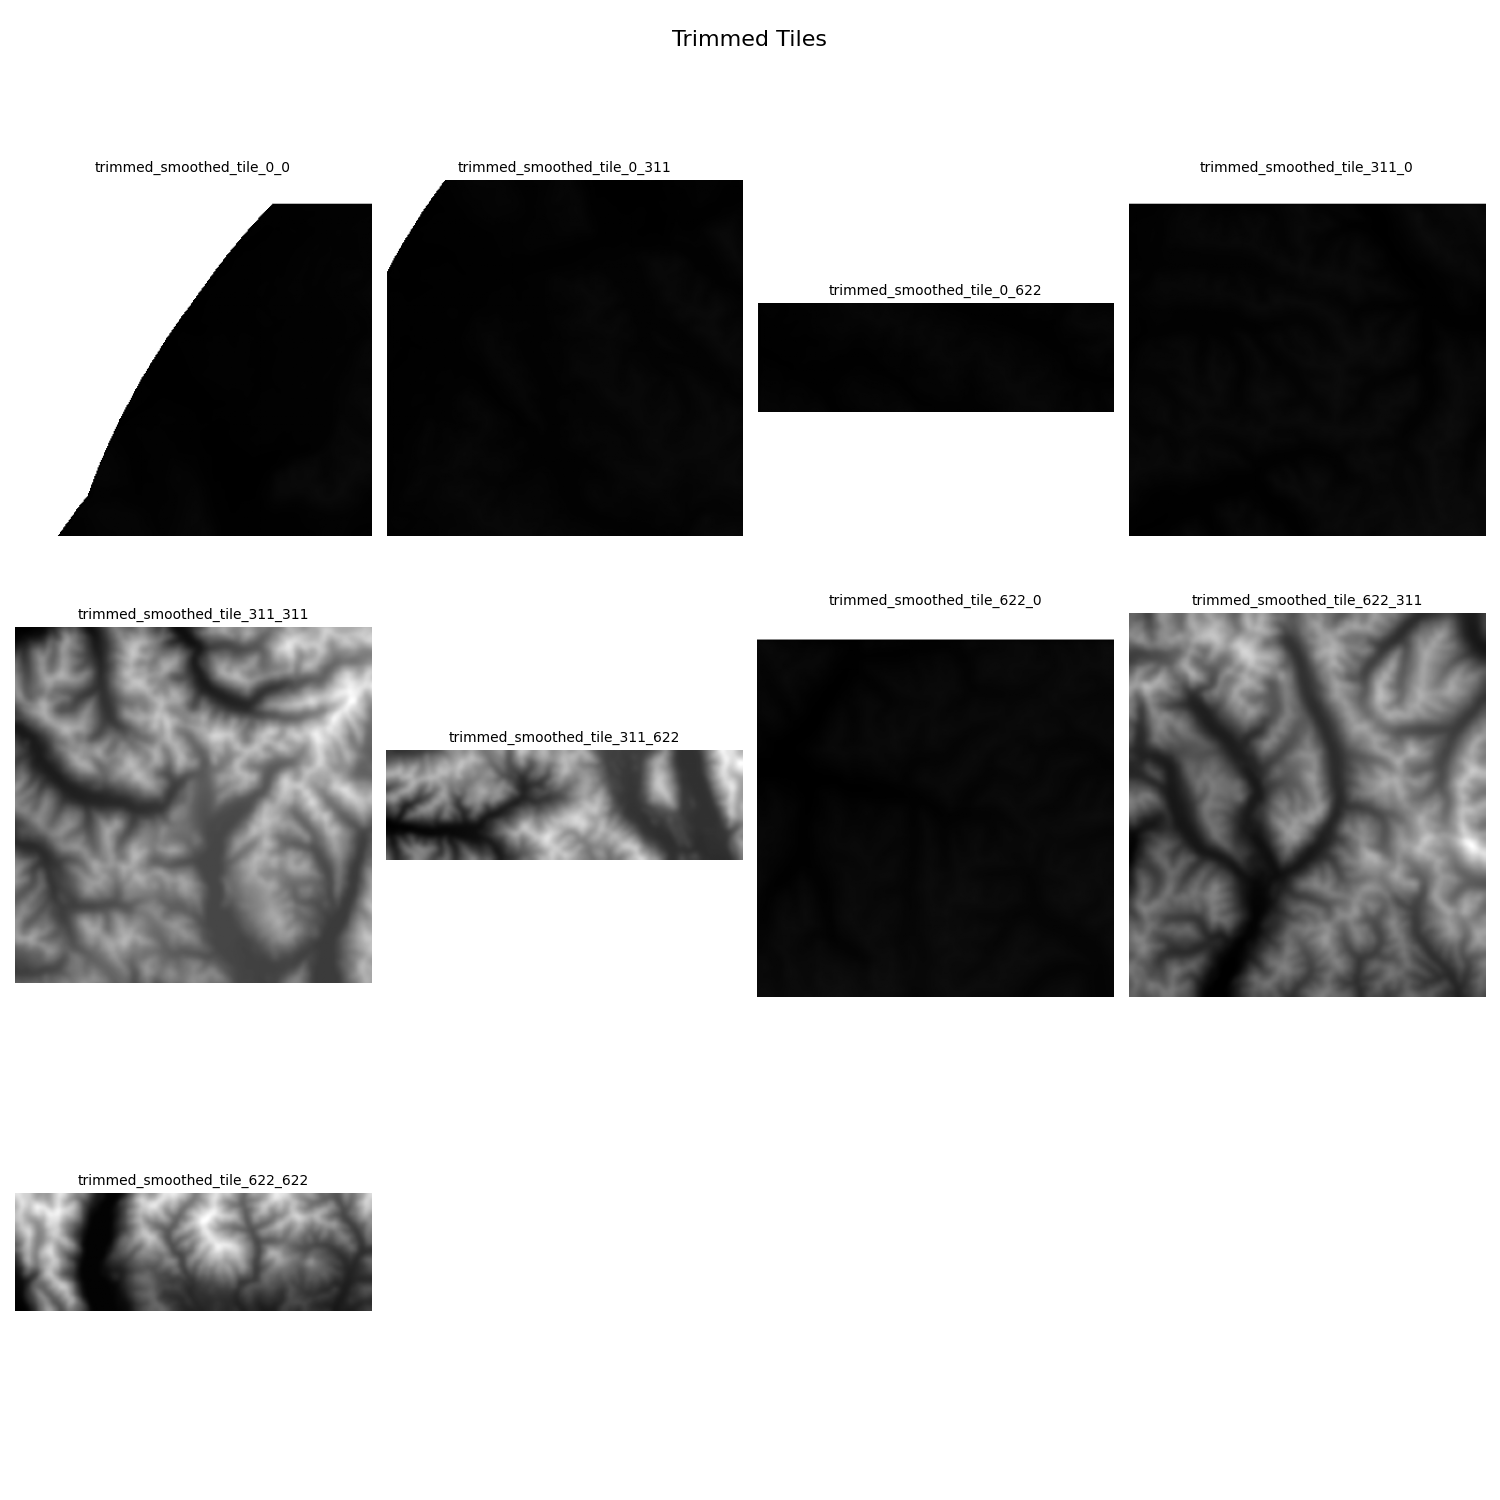 Trimmed Tiles
trimmed_smoothed_tile_0_0
trimmed_smoothed_tile_0_311
trimmed_smoothed_tile_0_622
trimmed_smoothed_tile_311_0
trimmed_smoothed_tile_311_311
trimmed_smoothed_tile_311_622
trimmed_smoothed_tile_622_0
trimmed_smoothed_tile_622_311
trimmed_smoothed_tile_622_622